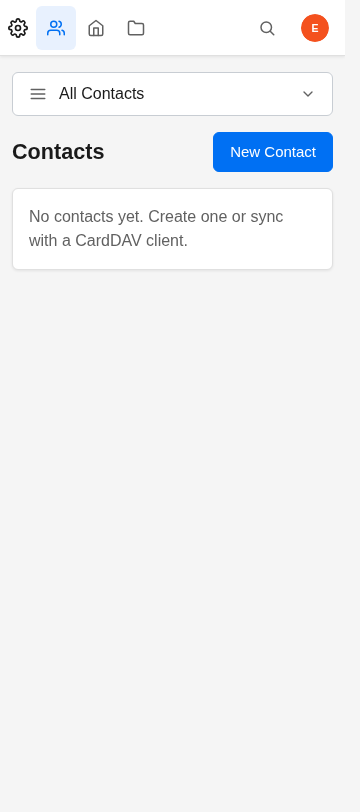 E
All Contacts
Contacts
New Contact
No contacts yet. Create one or sync
with a CardDAV client.